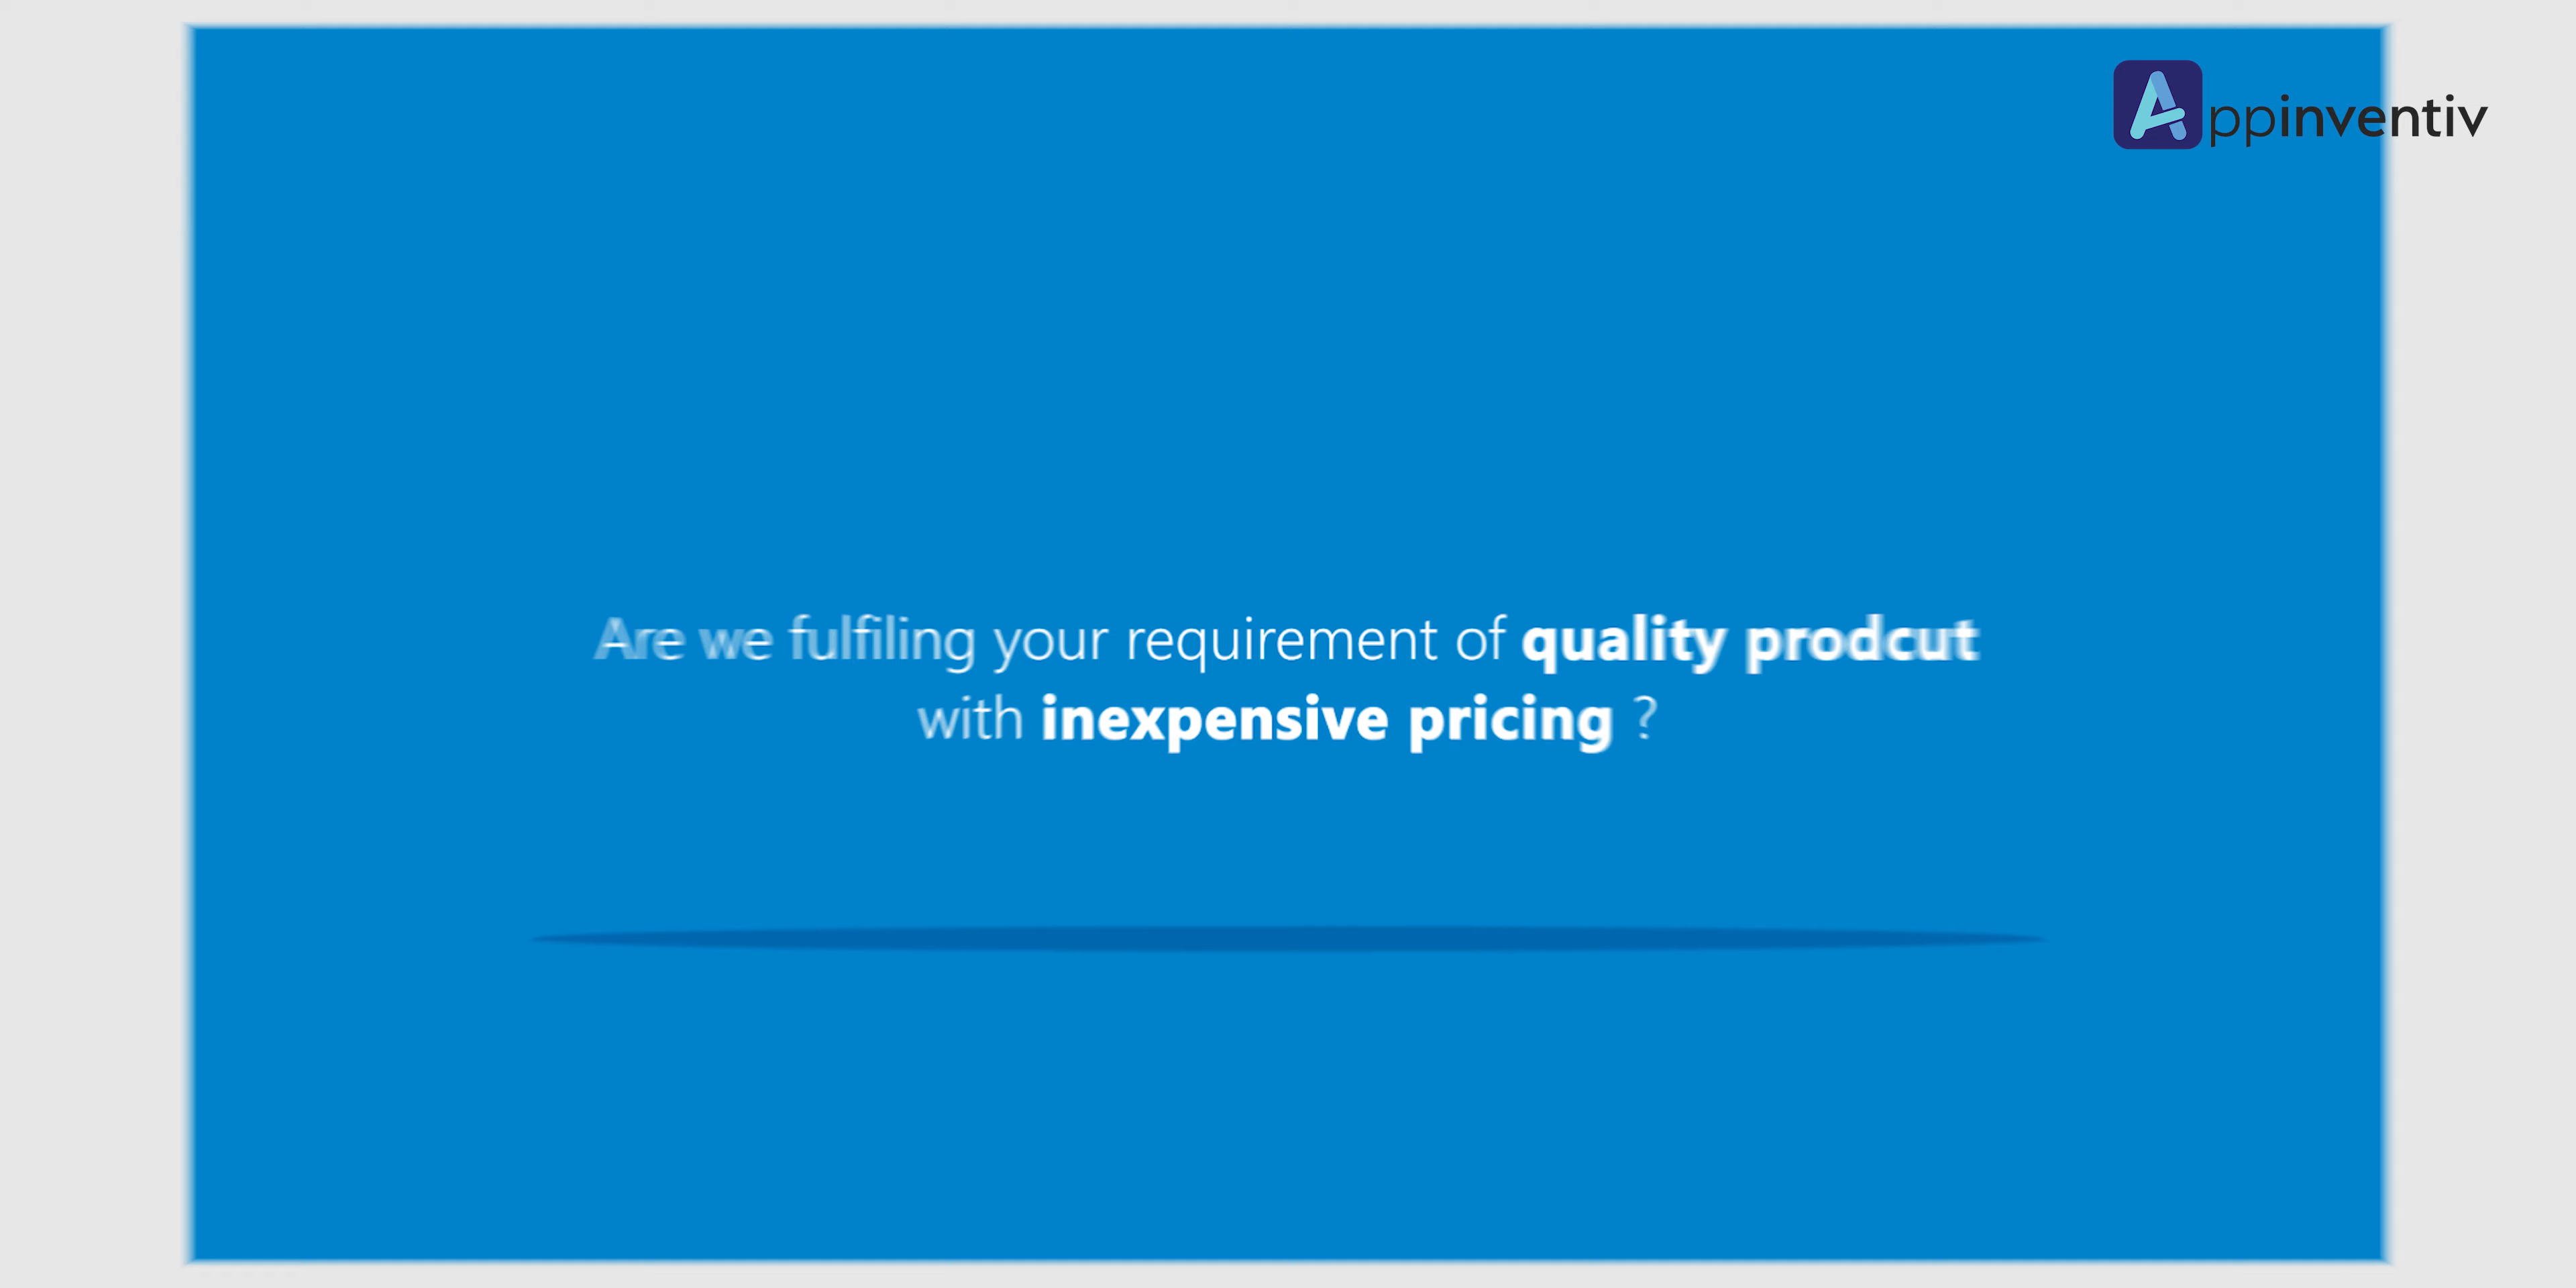 Appinventiv
Are we fulfiling your requirement of quality prodcut
with inexpensive pricing ?